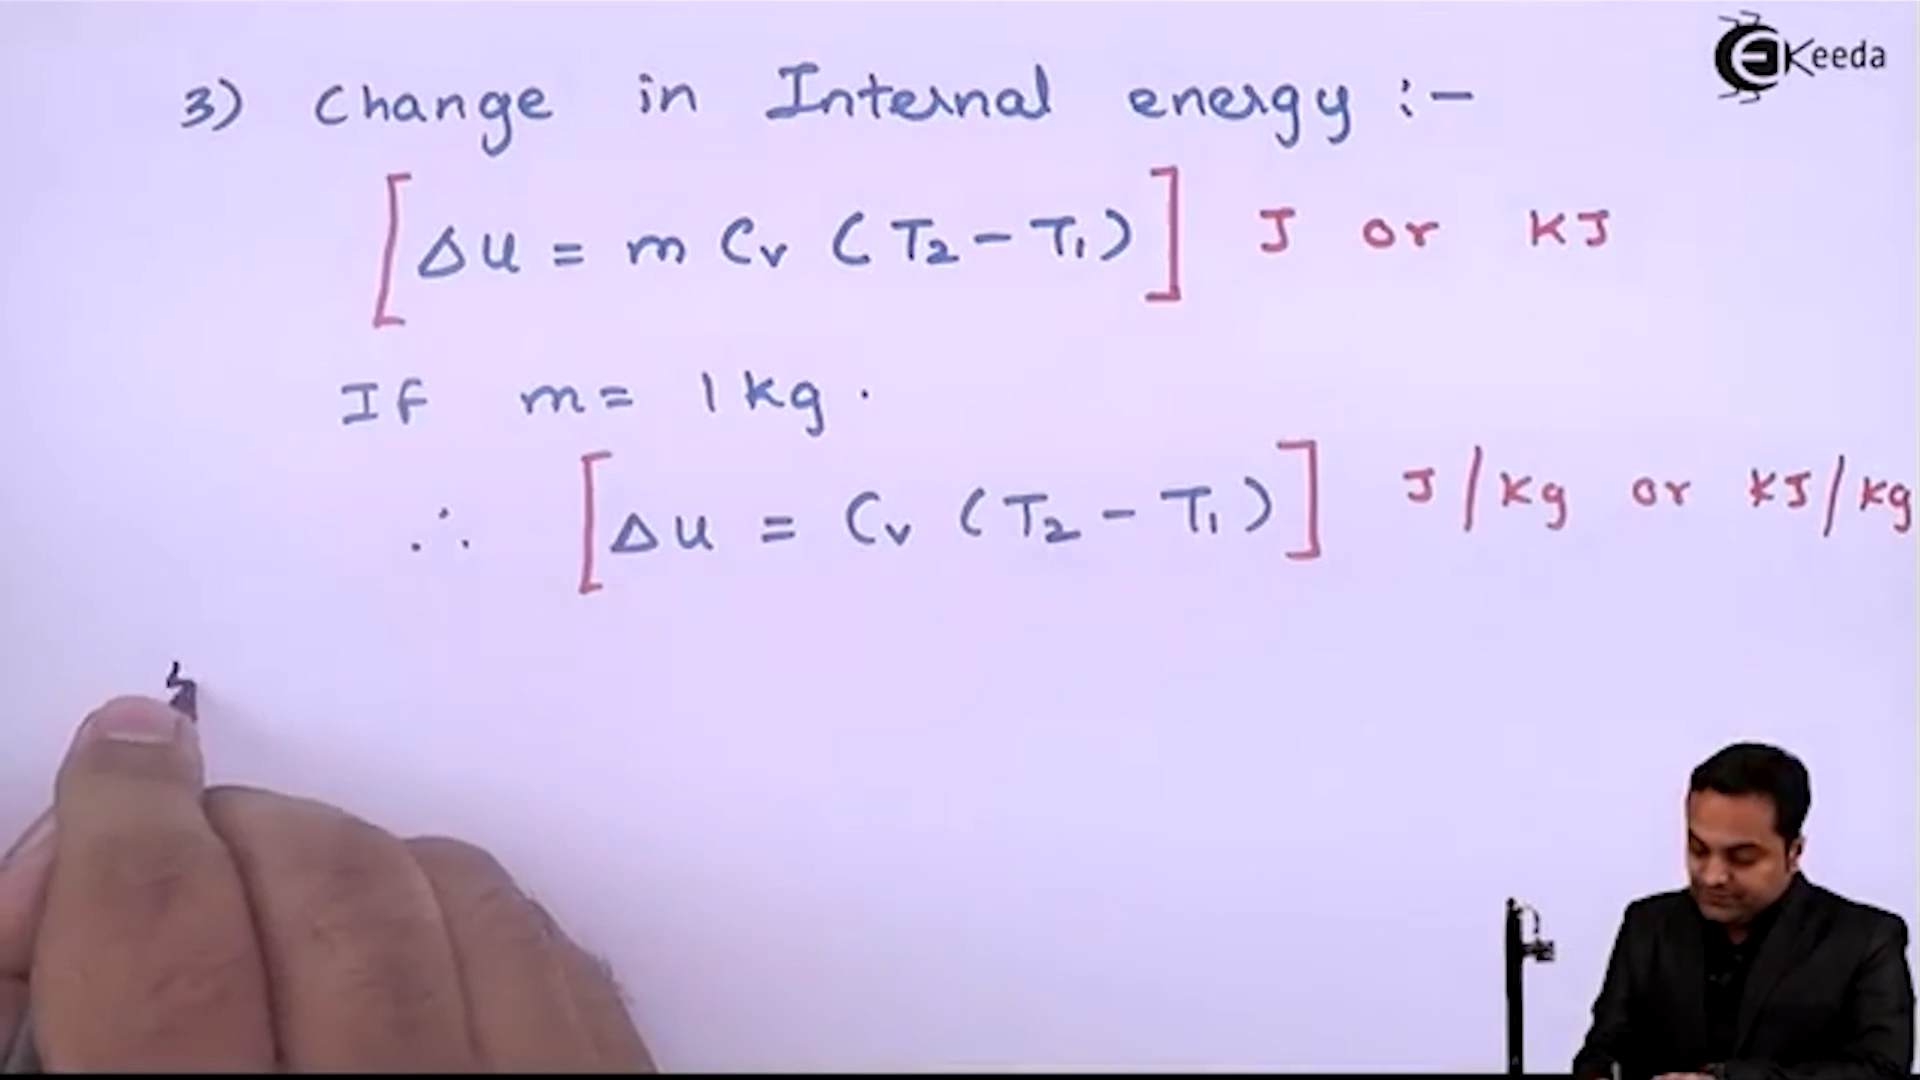 Ekeeda
3) Change in Internal energy :-
[ΔU = m Cv (T₂ - T₁)] J or KJ
If m = 1 kg.
∴ [Δu = Cv (T₂ - T₁)] J/kg or KJ/kg